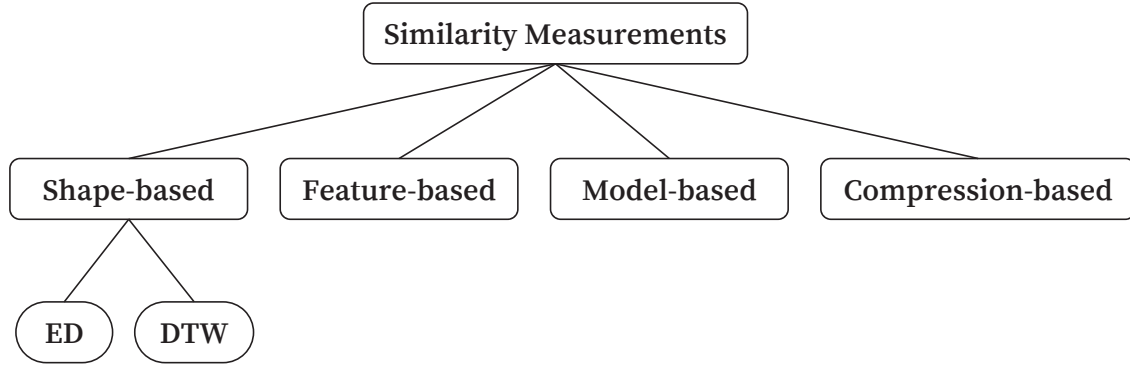 Similarity Measurements
Shape-based
Feature-based
Model-based
Compression-based
ED
DTW